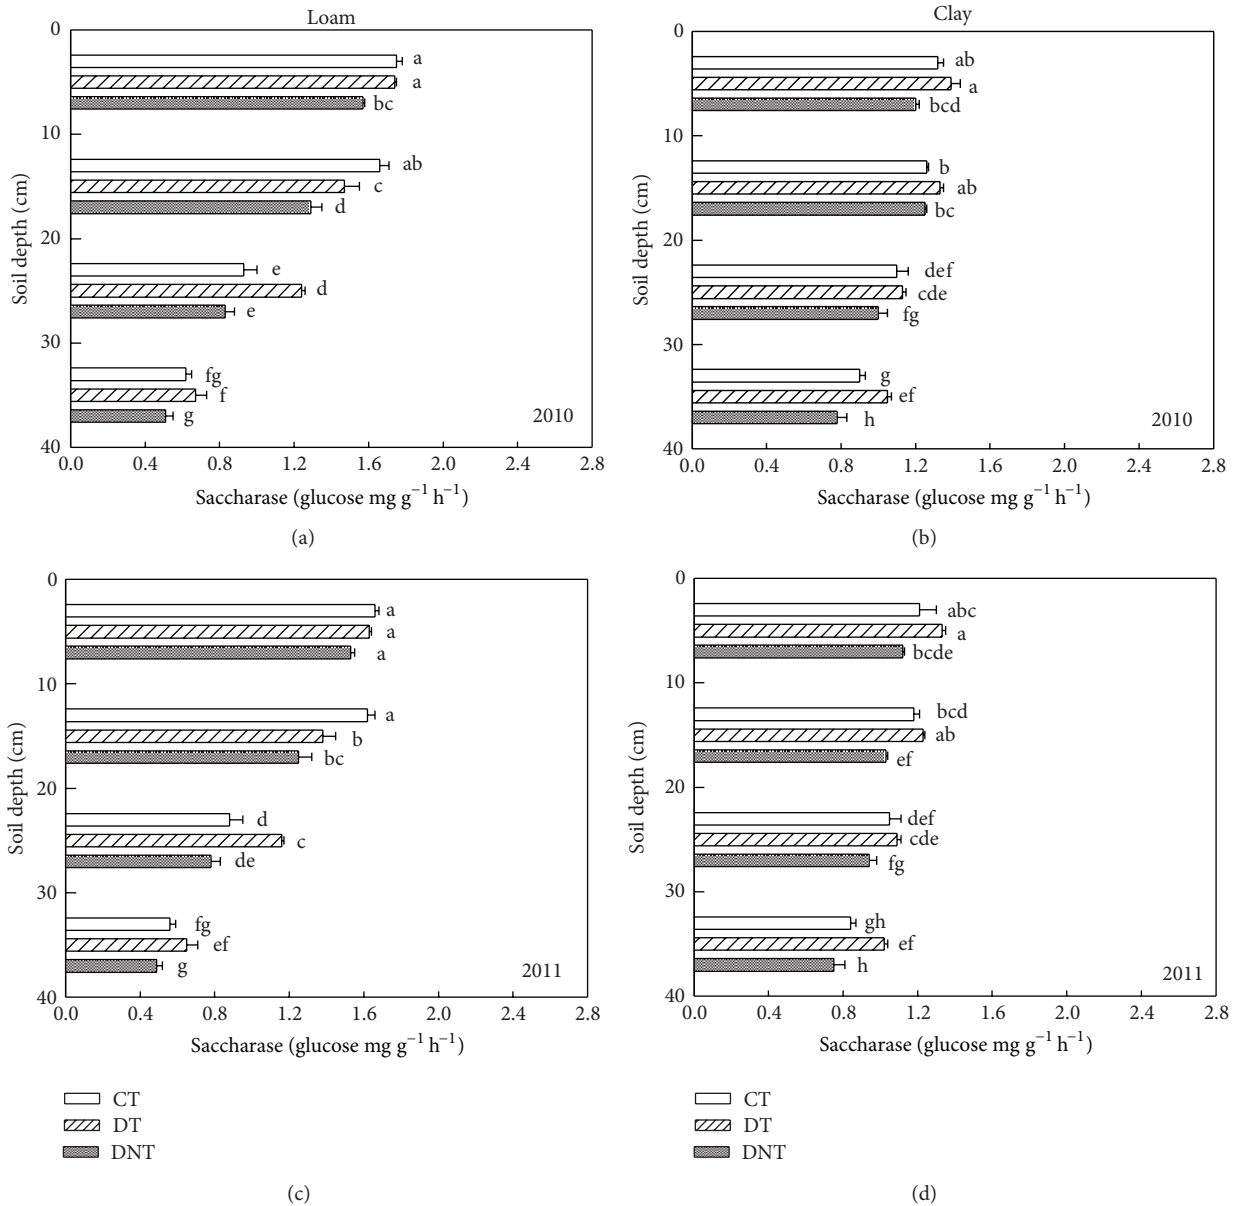 Loam
0
10
20
30
40
Soil depth (cm)
a
a
bc
ab
c
d
e
d
e
fg
f
g
2010
0.0 0.4 0.8 1.2 1.6 2.0 2.4 2.8
Saccharase (glucose mg g⁻¹ h⁻¹)
(a)
Clay
0
10
20
30
40
Soil depth (cm)
ab
a
bcd
b
ab
bc
def
cde
fg
g
ef
h
2010
0.0 0.4 0.8 1.2 1.6 2.0 2.4 2.8
Saccharase (glucose mg g⁻¹ h⁻¹)
(b)
0
10
20
30
40
Soil depth (cm)
a
a
a
a
b
bc
d
c
de
fg
ef
g
2011
0.0 0.4 0.8 1.2 1.6 2.0 2.4 2.8
Saccharase (glucose mg g⁻¹ h⁻¹)
CT
DT
DNT
(c)
0
10
20
30
40
Soil depth (cm)
abc
a
bcde
bcd
ab
ef
def
cde
fg
gh
ef
h
2011
0.0 0.4 0.8 1.2 1.6 2.0 2.4 2.8
Saccharase (glucose mg g⁻¹ h⁻¹)
CT
DT
DNT
(d)